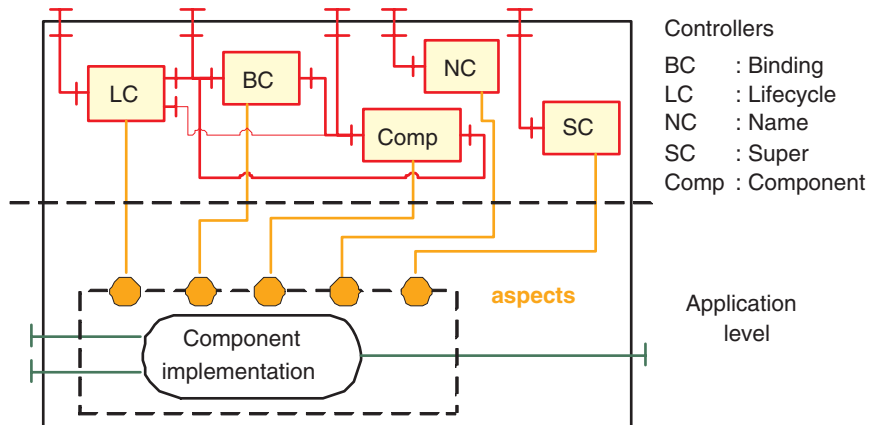 Controllers
BC : Binding
LC : Lifecycle
NC : Name
SC : Super
Comp : Component
LC
BC
NC
Comp
SC
aspects
Application
level
Component
implementation